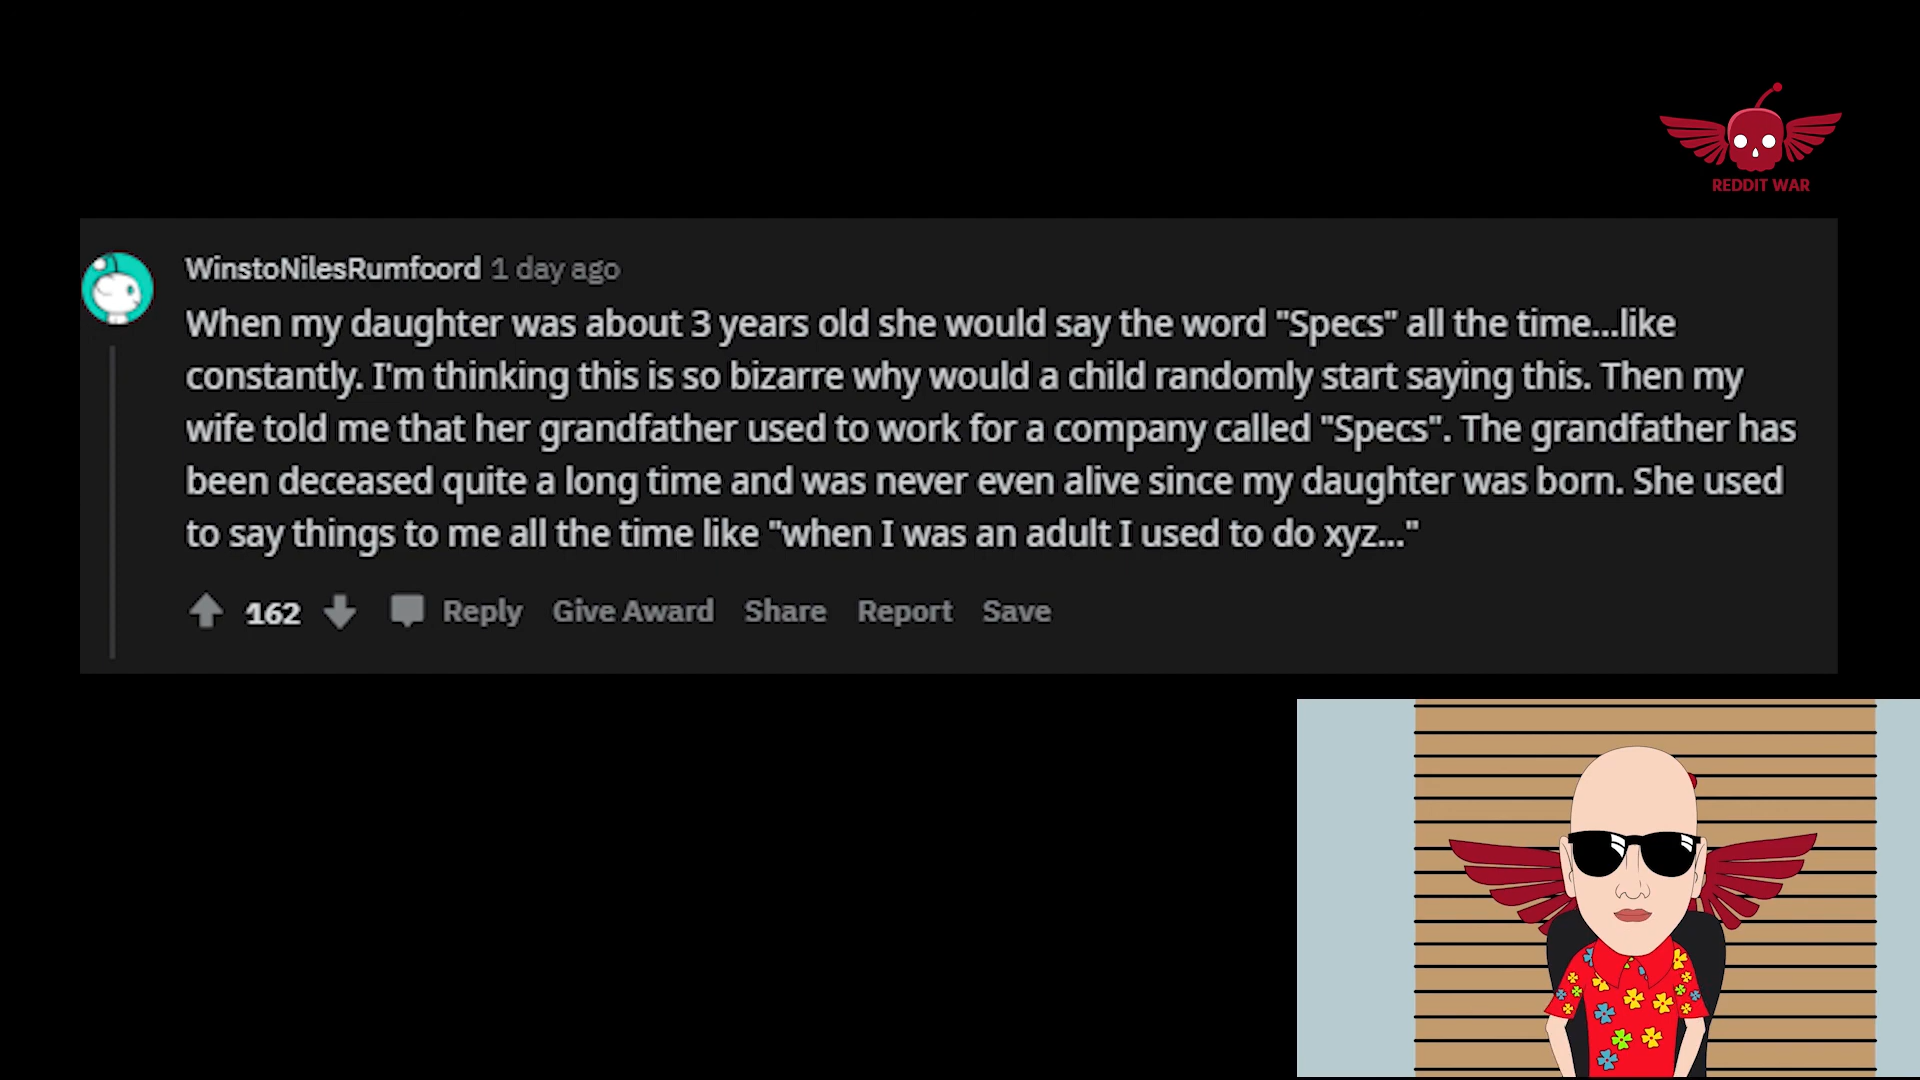 REDDIT WAR
WinstoNilesRumfoord 1 day ago
When my daughter was about 3 years old she would say the word "Specs" all the time...like
constantly. I'm thinking this is so bizarre why would a child randomly start saying this. Then my
wife told me that her grandfather used to work for a company called "Specs". The grandfather has
been deceased quite a long time and was never even alive since my daughter was born. She used
to say things to me all the time like "when I was an adult I used to do xyz..."
162 Reply Give Award Share Report Save